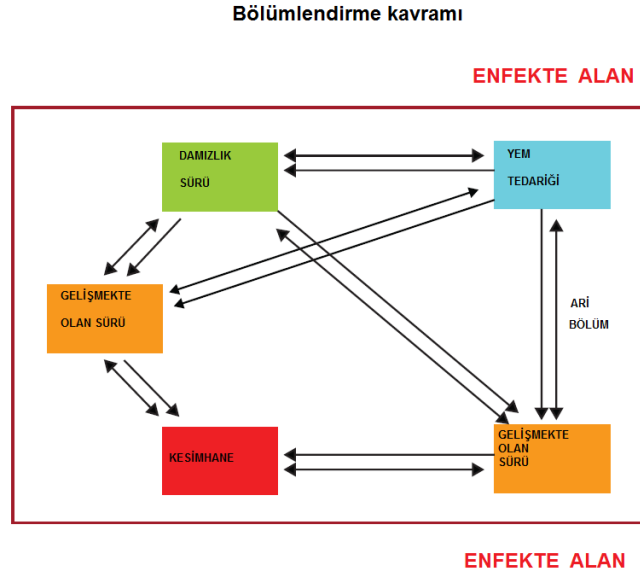 Bölümlendirme kavramı
ENFEKTE ALAN
DAMIZLIK
SÜRÜ
YEM
TEDARİĞİ
GELİŞMEKTE
OLAN SÜRÜ
ARİ
BÖLÜM
KESİMHANE
GELİŞMEKTE
OLAN
SÜRÜ
ENFEKTE ALAN